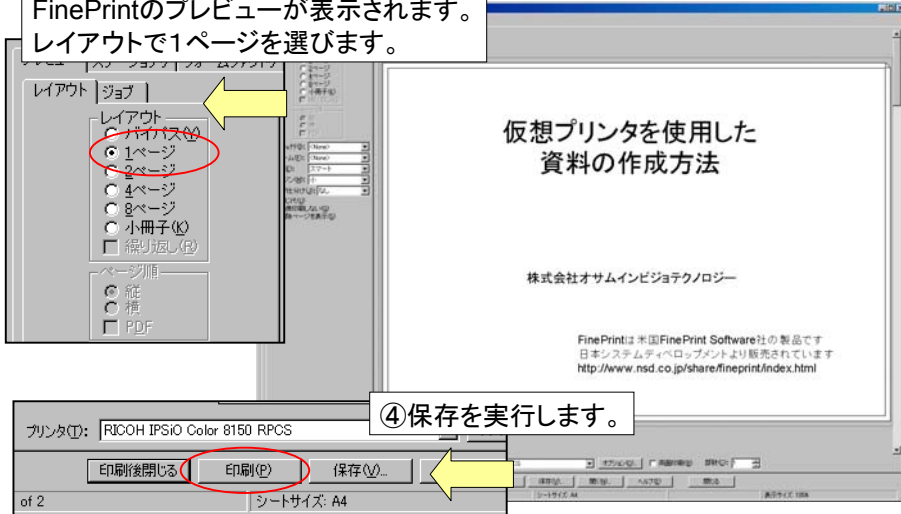 FinePrintのプレビューが表示されます。
レイアウトで1ページを選びます。
レイアウト ジョブ
レイアウト
バイパス(Y)
1ページ
2ページ
4ページ
8ページ
小冊子(K)
繰り返し(R)
ページ順
縦
横
PDF
仮想プリンタを使用した
資料の作成方法
株式会社オサムインビジョテクノロジー
FinePrintは米国FinePrint Software社の製品です
日本システムディベロップメントより販売されています
http://www.nsd.co.jp/share/fineprint/index.html
④保存を実行します。
プリンタ(T): RICOH IPSiO Color 8150 RPCS
印刷後閉じる 印刷(P) 保存(V)...
of 2 シートサイズ: A4